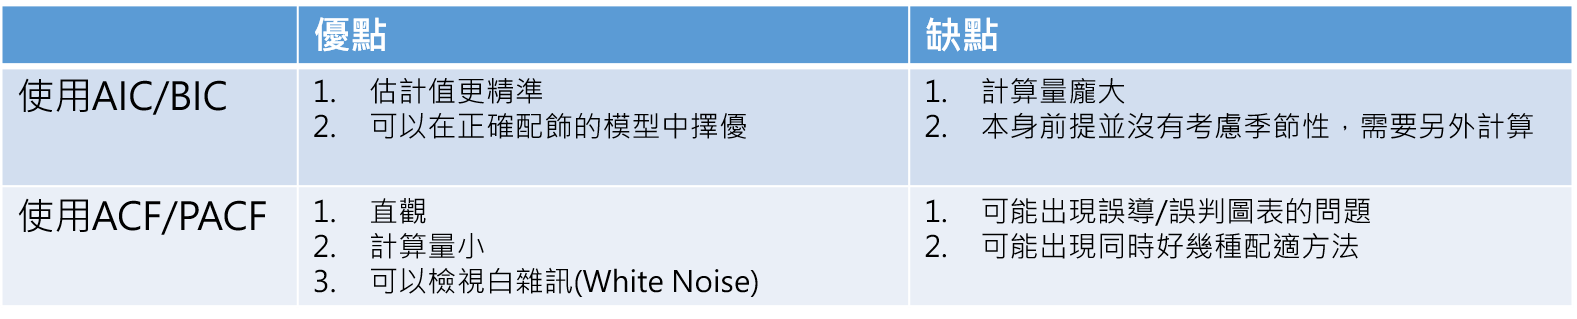 優點
缺點
使用AIC/BIC
1. 估計值更精準
2. 可以在正確配飾的模型中擇優
1. 計算量龐大
2. 本身前提並沒有考慮季節性，需要另外計算
使用ACF/PACF
1. 直觀
2. 計算量小
3. 可以檢視白雜訊(White Noise)
1. 可能出現誤導/誤判圖表的問題
2. 可能出現同時好幾種配適方法